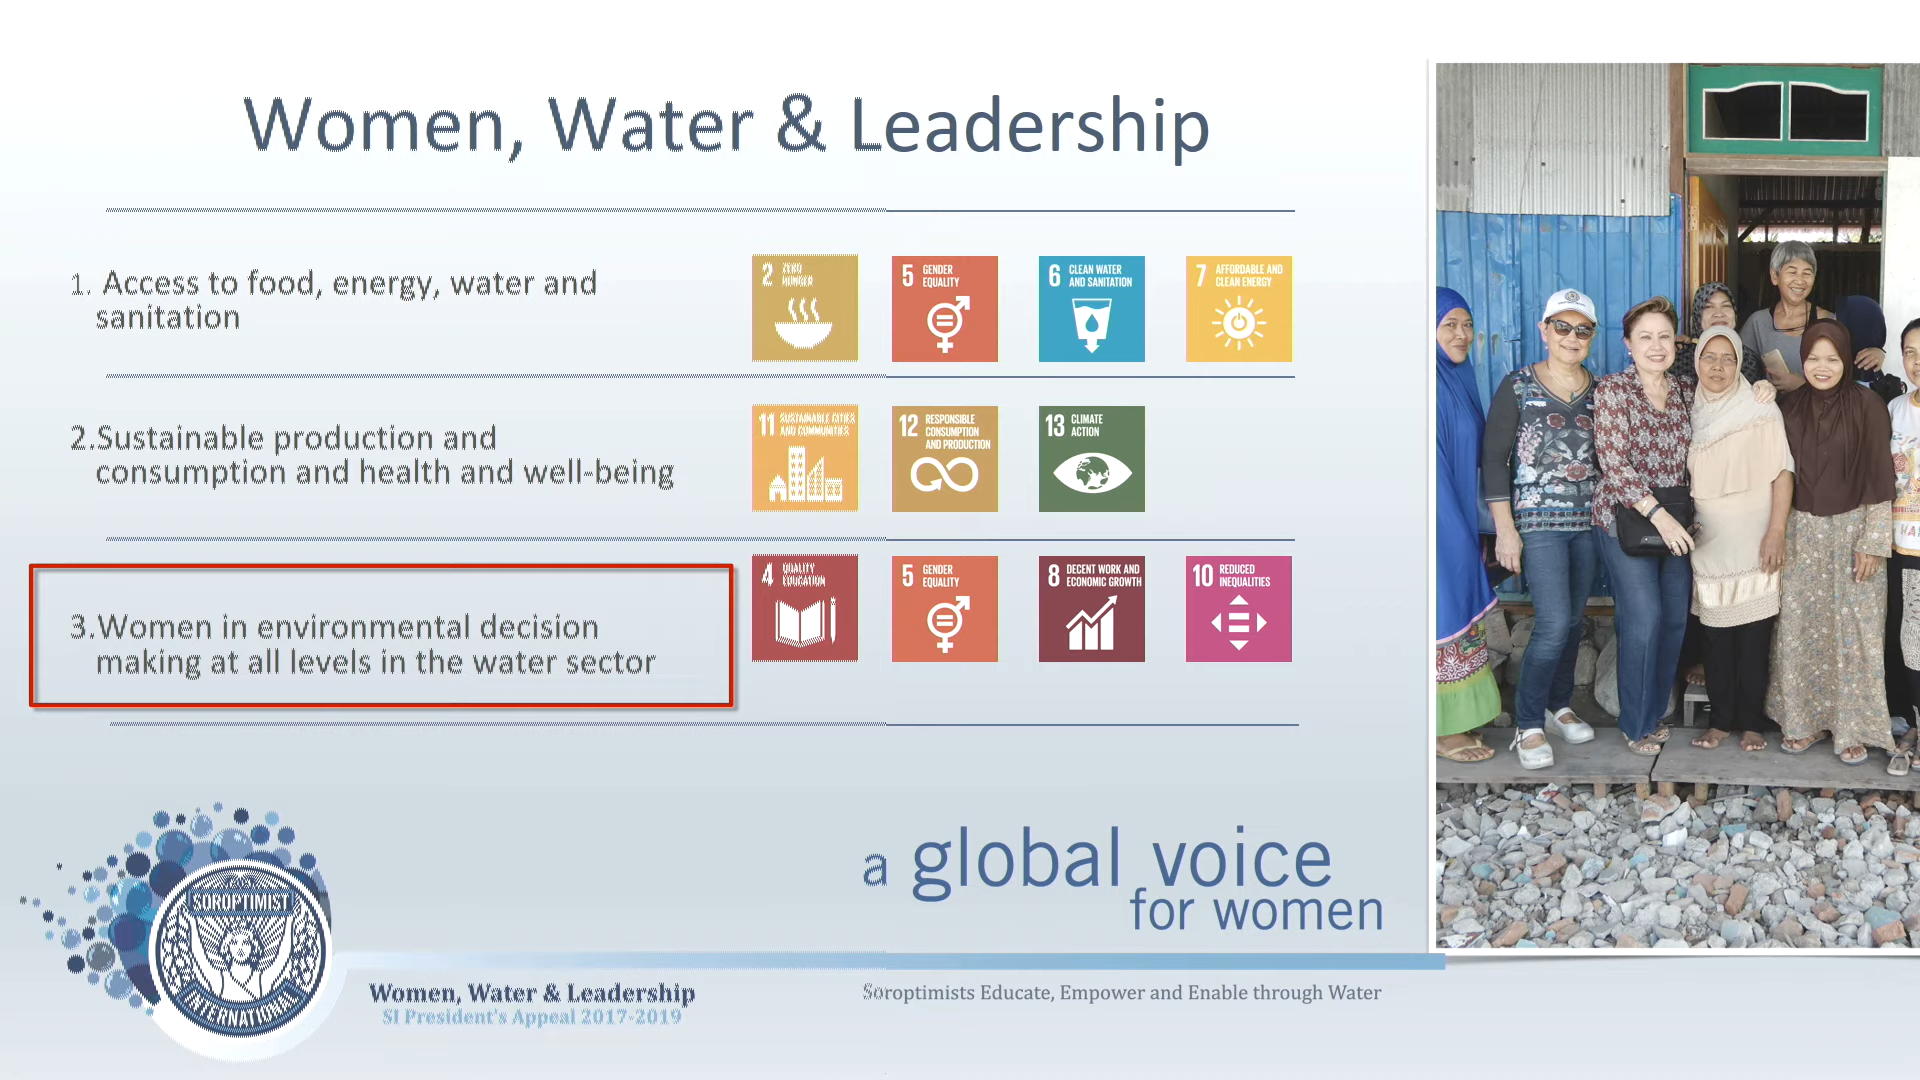 Women, Water & Leadership
1. Access to food, energy, water and
sanitation
2 ZERO
HUNGER
5 GENDER
EQUALITY
6 CLEAN WATER
AND SANITATION
7 AFFORDABLE AND
CLEAN ENERGY
2.Sustainable production and
consumption and health and well-being
11 SUSTAINABLE CITIES
AND COMMUNITIES
12 RESPONSIBLE
CONSUMPTION
AND PRODUCTION
13 CLIMATE
ACTION
3.Women in environmental decision
making at all levels in the water sector
4 QUALITY
EDUCATION
5 GENDER
EQUALITY
8 DECENT WORK AND
ECONOMIC GROWTH
10 REDUCED
INEQUALITIES
a global voice
for women
SOROPTIMIST
INTERNATIONAL
Women, Water & Leadership
SI President's Appeal 2017-2019
Soroptimists Educate, Empower and Enable through Water